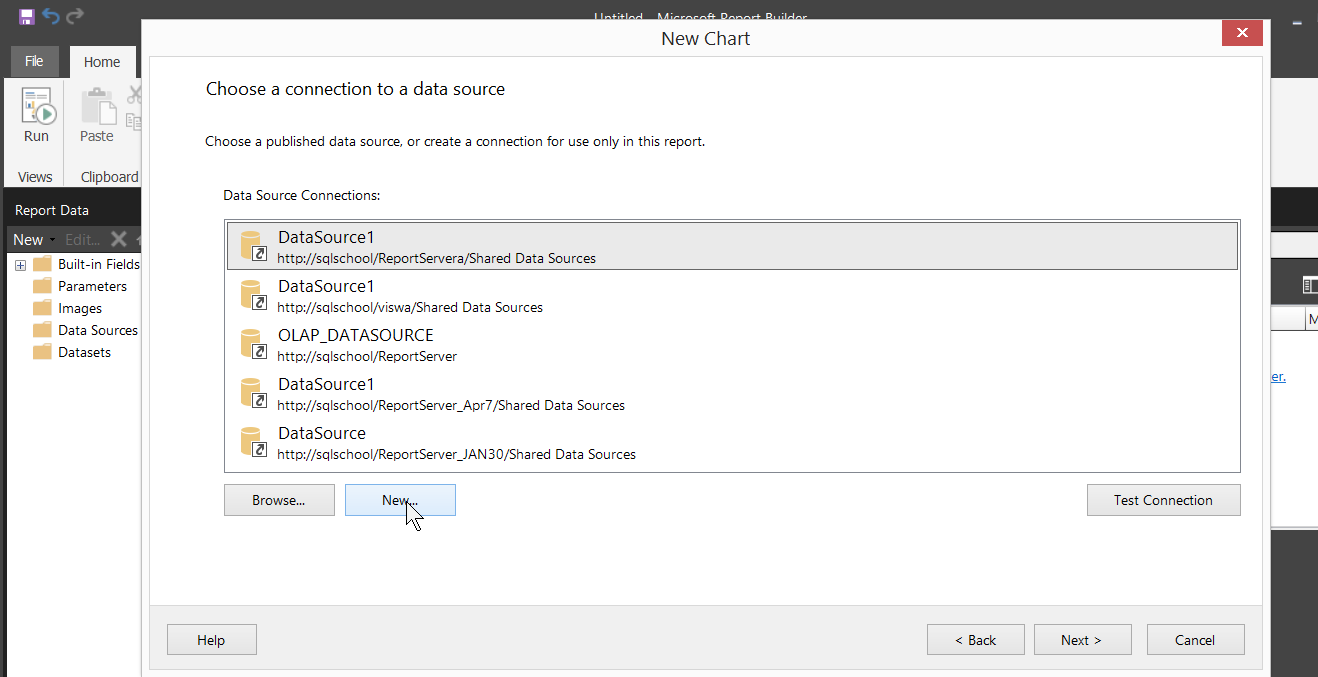 Untitled - Microsoft Report Builder
New Chart
File
Home
Run
Paste
Views
Clipboard
Report Data
New
Edit...
Built-in Fields
Parameters
Images
Data Sources
Datasets
Choose a connection to a data source
Choose a published data source, or create a connection for use only in this report.
Data Source Connections:
DataSource1
http://sqlschool/ReportServera/Shared Data Sources
DataSource1
http://sqlschool/viswa/Shared Data Sources
OLAP_DATASOURCE
http://sqlschool/ReportServer
DataSource1
http://sqlschool/ReportServer_Apr7/Shared Data Sources
DataSource
http://sqlschool/ReportServer_JAN30/Shared Data Sources
Browse...
New...
Test Connection
Help
< Back
Next >
Cancel
M
er.